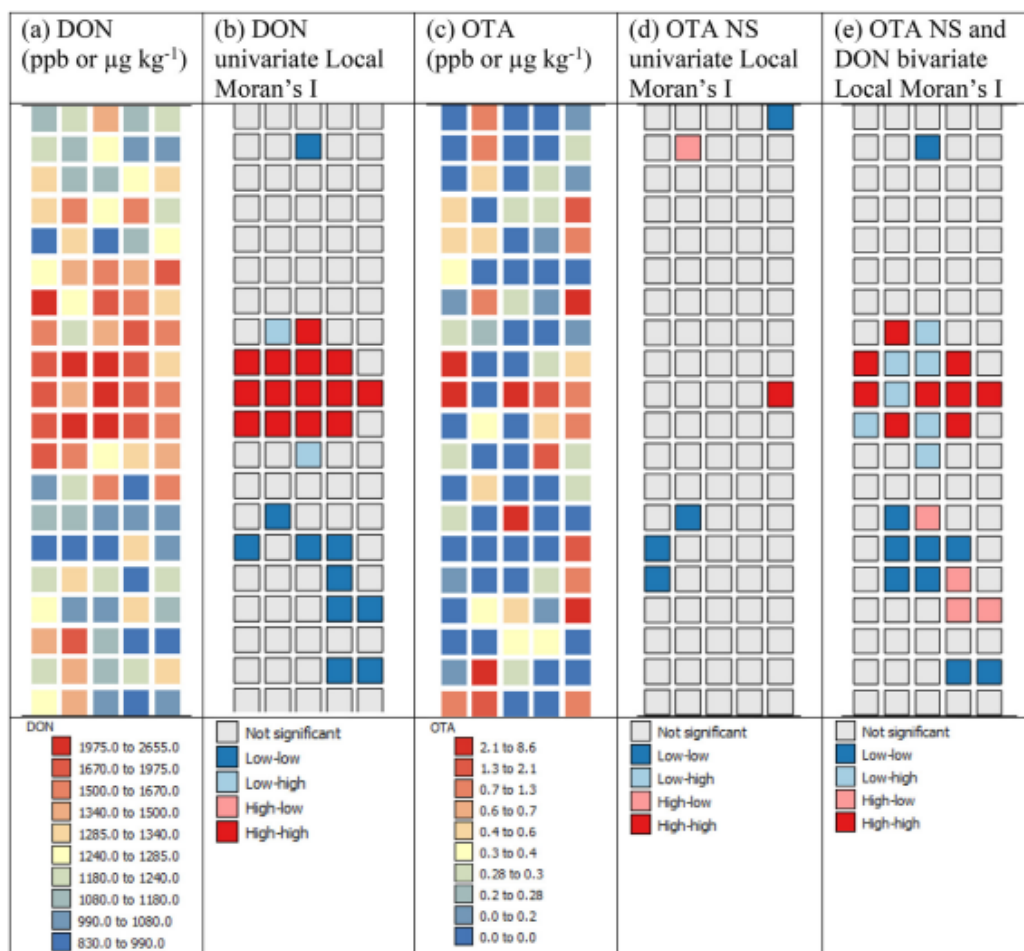 (a) DON
(ppb or µg kg⁻¹)
(b) DON
univariate Local
Moran's I
(c) OTA
(ppb or µg kg⁻¹)
(d) OTA NS
univariate Local
Moran's I
(e) OTA NS and
DON bivariate
Local Moran's I
DON
1975.0 to 2655.0
1670.0 to 1975.0
1500.0 to 1670.0
1340.0 to 1500.0
1285.0 to 1340.0
1240.0 to 1285.0
1180.0 to 1240.0
1080.0 to 1180.0
990.0 to 1080.0
830.0 to 990.0
Not significant
Low-low
Low-high
High-low
High-high
OTA
2.1 to 8.6
1.3 to 2.1
0.7 to 1.3
0.6 to 0.7
0.4 to 0.6
0.3 to 0.4
0.28 to 0.3
0.2 to 0.28
0.0 to 0.2
0.0 to 0.0
Not significant
Low-low
Low-high
High-low
High-high
Not significant
Low-low
Low-high
High-low
High-high